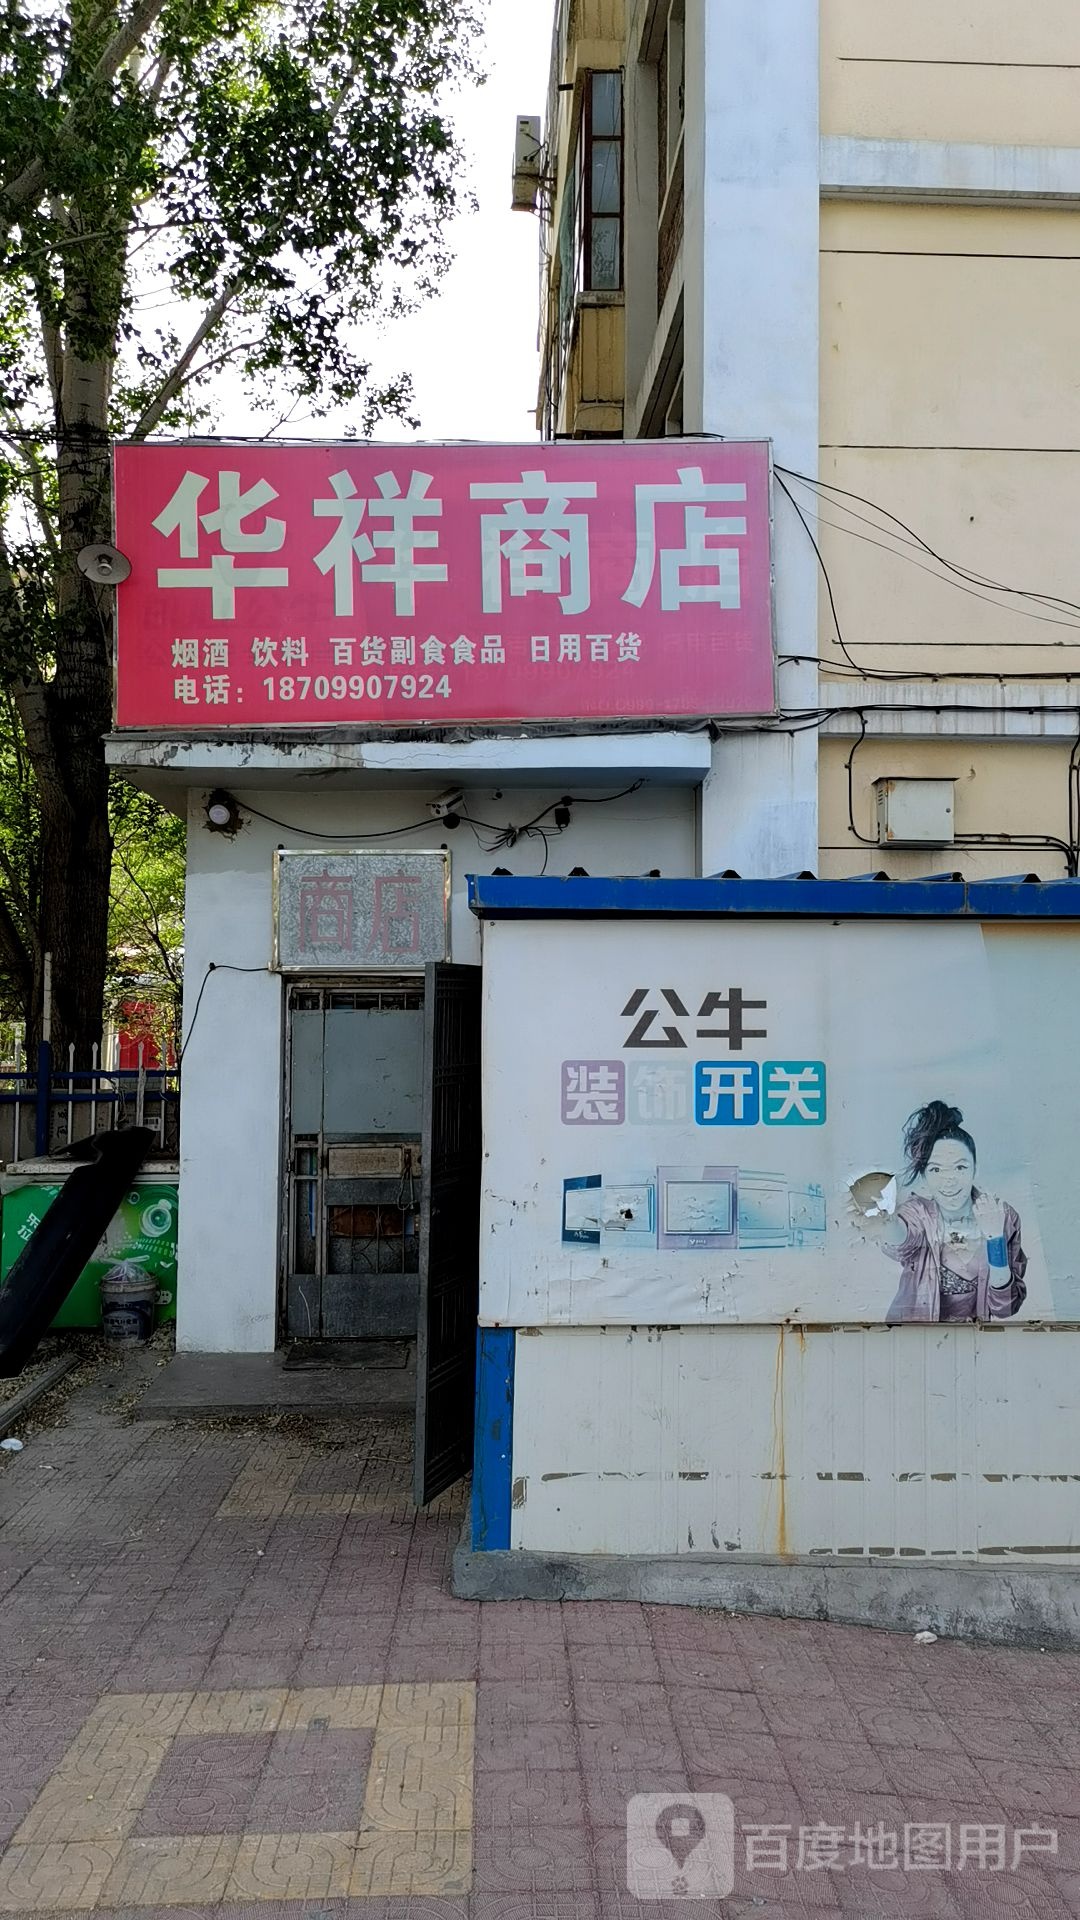 华祥商店
烟酒 饮料 百货副食食品 日用百货
电话：18709907924
商店
公牛
装饰开关
百度地图用户